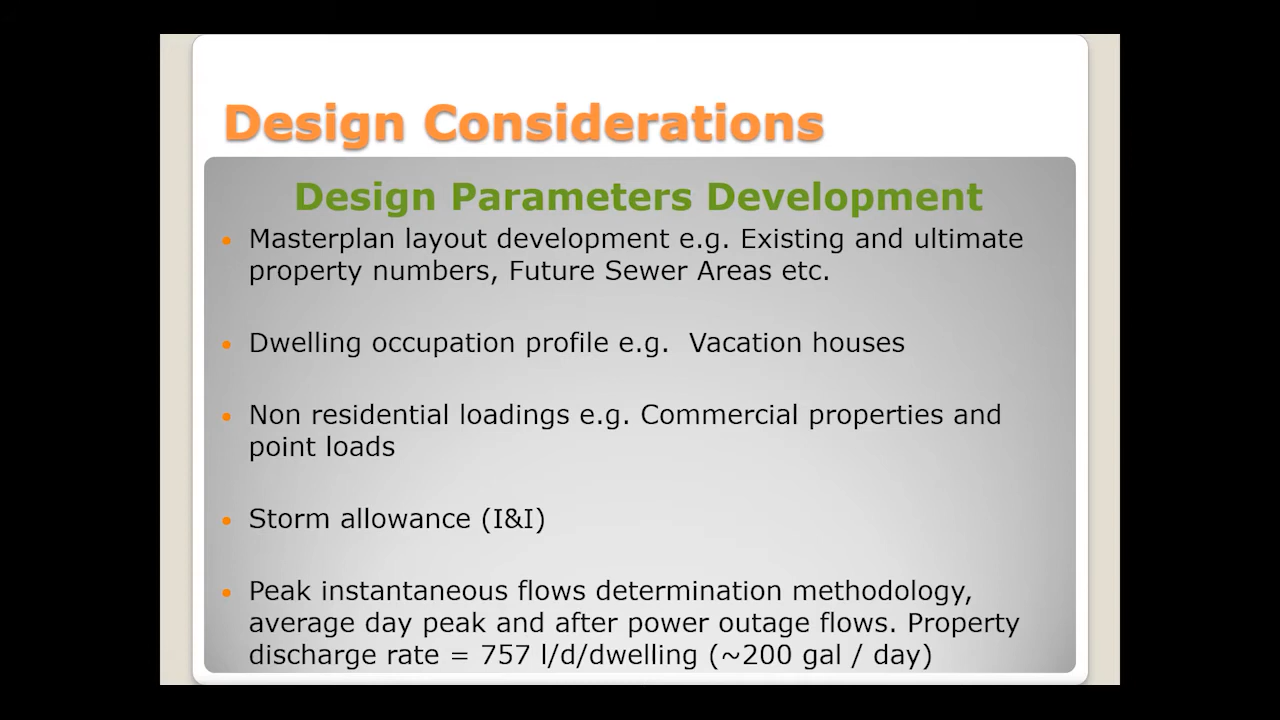 Design Considerations
Design Parameters Development
• Masterplan layout development e.g. Existing and ultimate
property numbers, Future Sewer Areas etc.
• Dwelling occupation profile e.g.  Vacation houses
• Non residential loadings e.g. Commercial properties and
point loads
• Storm allowance (I&I)
• Peak instantaneous flows determination methodology,
average day peak and after power outage flows. Property
discharge rate = 757 l/d/dwelling (~200 gal / day)